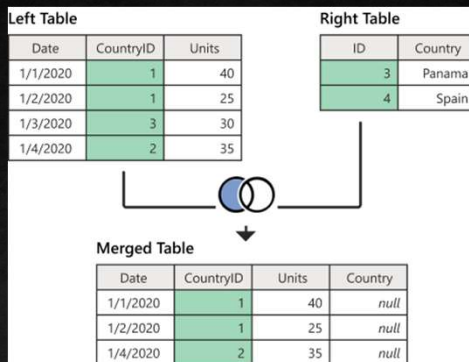 Left Table
Date CountryID Units
1/1/2020 1 40
1/2/2020 1 25
1/3/2020 3 30
1/4/2020 2 35
Right Table
ID Country
3 Panama
4 Spain
Merged Table
Date CountryID Units Country
1/1/2020 1 40 null
1/2/2020 1 25 null
1/4/2020 2 35 null